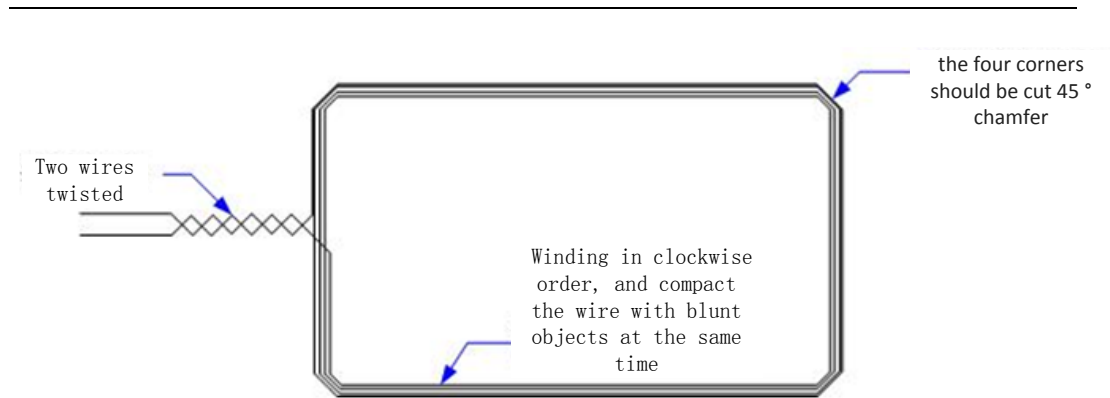 the four corners
should be cut 45 °
chamfer
Two wires
twisted
Winding in clockwise
order, and compact
the wire with blunt
objects at the same
time